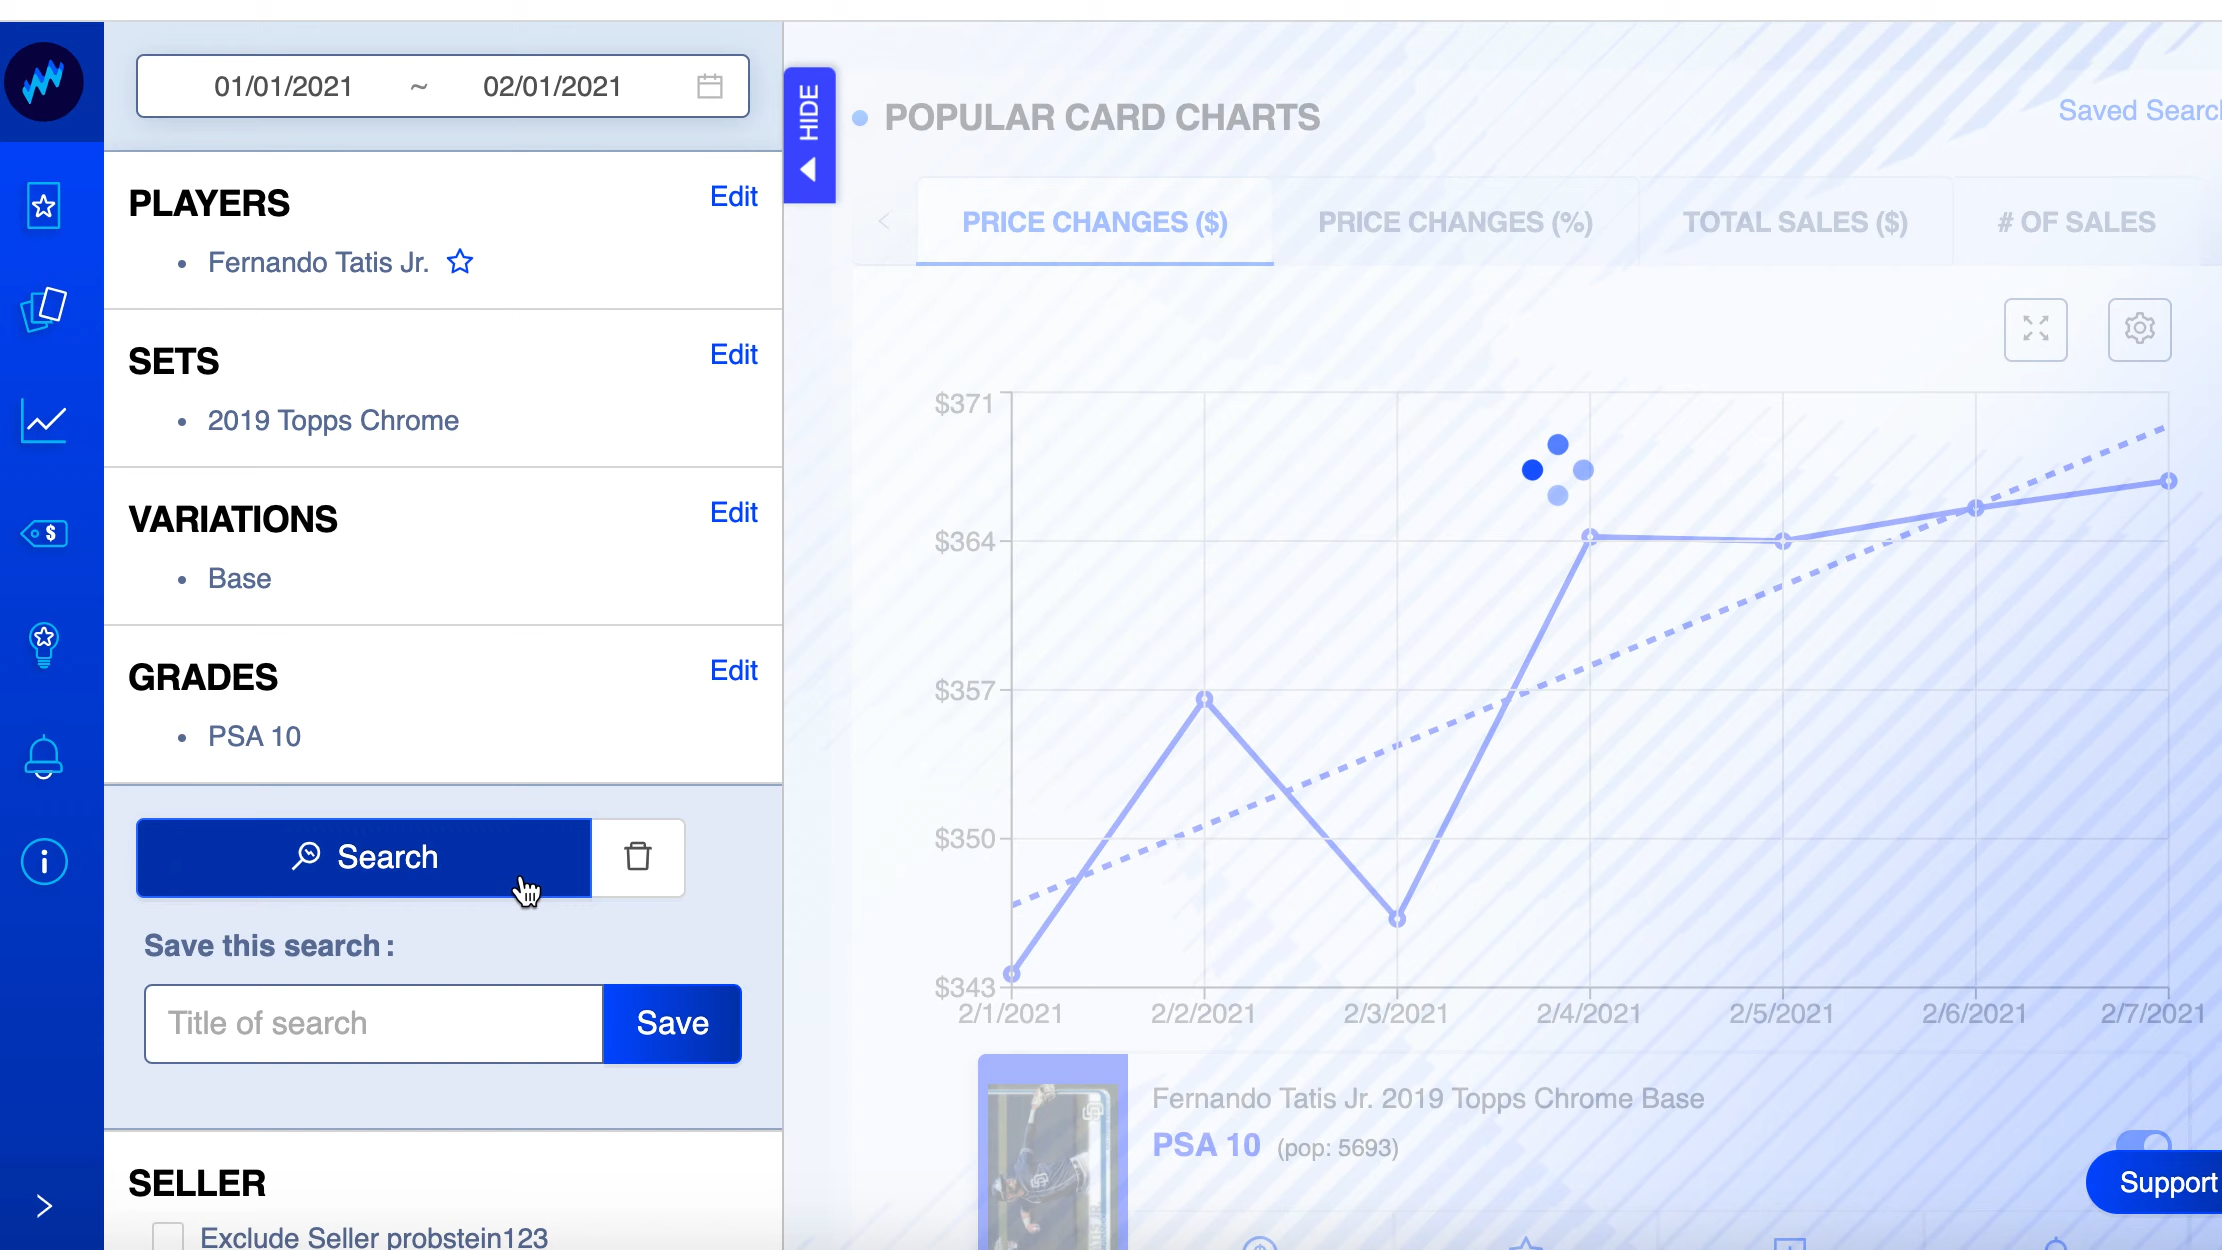 01/01/2021 ~ 02/01/2021
HIDE
PLAYERS
Edit
Fernando Tatis Jr.
SETS
Edit
2019 Topps Chrome
VARIATIONS
Edit
Base
GRADES
Edit
PSA 10
Search
Save this search :
Title of search
Save
SELLER
Exclude Seller probstein123
POPULAR CARD CHARTS
Saved Search
PRICE CHANGES ($)
PRICE CHANGES (%)
TOTAL SALES ($)
# OF SALES
$371
$364
$357
$350
$343
2/1/2021
2/2/2021
2/3/2021
2/4/2021
2/5/2021
2/6/2021
2/7/2021
Fernando Tatis Jr. 2019 Topps Chrome Base
PSA 10 (pop: 5693)
Support